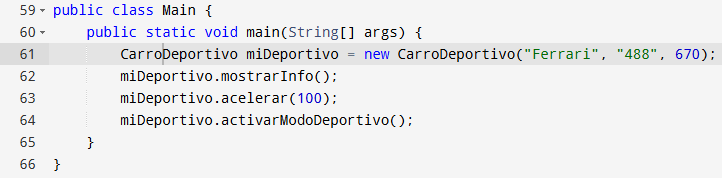 59 public class Main {
60 public static void main(String[] args) {
61 CarroDeportivo miDeportivo = new CarroDeportivo("Ferrari", "488", 670);
62 miDeportivo.mostrarInfo();
63 miDeportivo.acelerar(100);
64 miDeportivo.activarModoDeportivo();
65 }
66 }